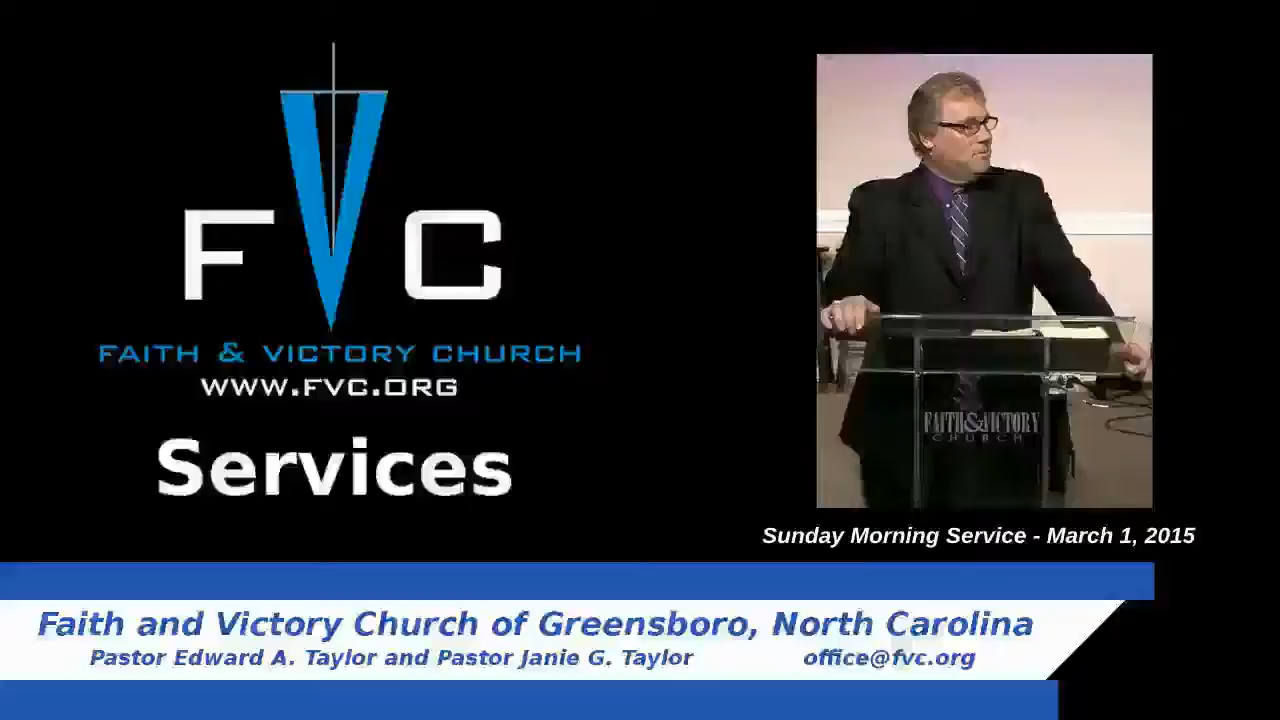 FVC
FAITH & VICTORY CHURCH
WWW.FVC.ORG
Services
FAITH & VICTORY
CHURCH
Sunday Morning Service - March 1, 2015
Faith and Victory Church of Greensboro, North Carolina
Pastor Edward A. Taylor and Pastor Janie G. Taylor office@fvc.org